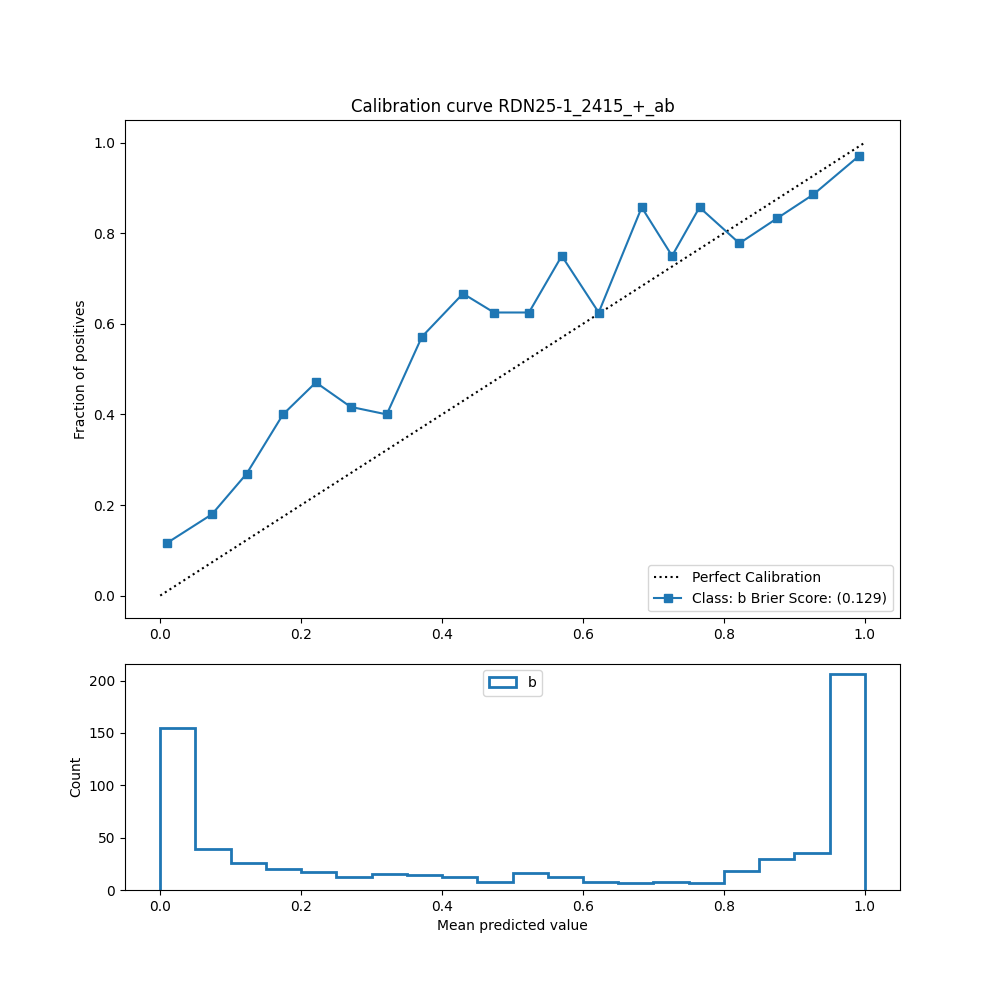 Calibration curve RDN25-1_2415_+_ab
Fraction of positives
1.0
0.8
0.6
0.4
0.2
0.0
Perfect Calibration
Class: b Brier Score: (0.129)
0.0 0.2 0.4 0.6 0.8 1.0
Count
200
150
100
50
0
b
0.0 0.2 0.4 0.6 0.8 1.0
Mean predicted value